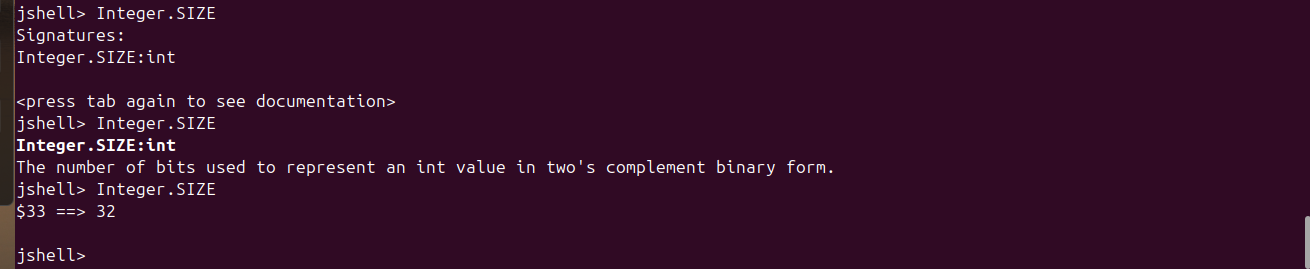 jshell> Integer.SIZE
Signatures:
Integer.SIZE:int
<press tab again to see documentation>
jshell> Integer.SIZE
Integer.SIZE:int
The number of bits used to represent an int value in two's complement binary form.
jshell> Integer.SIZE
$33 ==> 32
jshell>